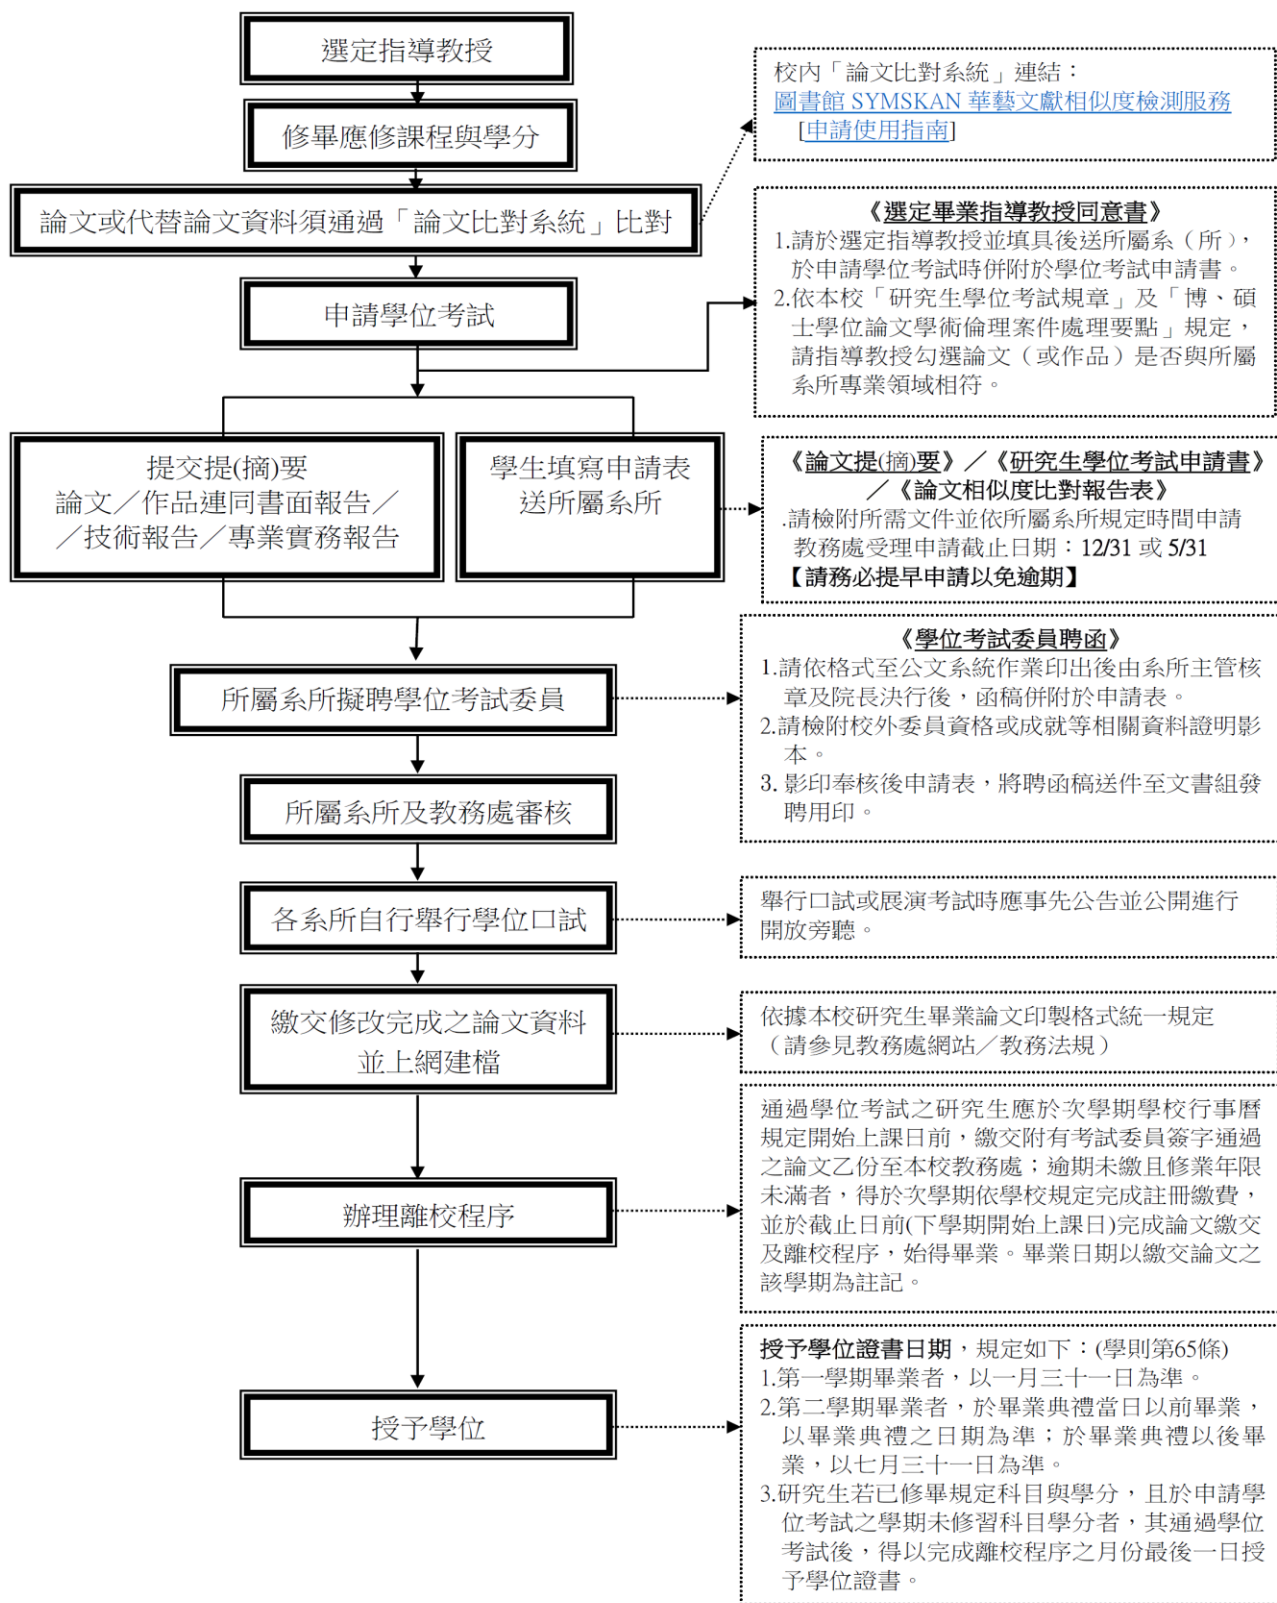 選定指導教授
修畢應修課程與學分
論文或代替論文資料須通過「論文比對系統」比對
校內「論文比對系統」連結：
圖書館 SYMSKAN 華藝文獻相似度檢測服務
[申請使用指南]
申請學位考試
《選定畢業指導教授同意書》
1.請於選定指導教授並填具後送所屬系（所），
於申請學位考試時併附於學位考試申請書。
2.依本校「研究生學位考試規章」及「博、碩
士學位論文學術倫理案件處理要點」規定，
請指導教授勾選論文（或作品）是否與所屬
系所專業領域相符。
提交提(摘)要
論文／作品連同書面報告／
／技術報告／專業實務報告
學生填寫申請表
送所屬系所
《論文提(摘)要》／《研究生學位考試申請書》
／《論文相似度比對報告表》
.請檢附所需文件並依所屬系所規定時間申請
教務處受理申請截止日期：12/31 或 5/31
【請務必提早申請以免逾期】
所屬系所擬聘學位考試委員
《學位考試委員聘函》
1.請依格式至公文系統作業印出後由系所主管核
章及院長決行後，函稿併附於申請表。
2.請檢附校外委員資格或成就等相關資料證明影
本。
3. 影印奉核後申請表，將聘函稿送件至文書組發
聘用印。
所屬系所及教務處審核
各系所自行舉行學位口試
舉行口試或展演考試時應事先公告並公開進行
開放旁聽。
繳交修改完成之論文資料
並上網建檔
依據本校研究生畢業論文印製格式統一規定
（請參見教務處網站／教務法規）
辦理離校程序
通過學位考試之研究生應於次學期學校行事曆
規定開始上課日前，繳交附有考試委員簽字通過
之論文乙份至本校教務處；逾期未繳且修業年限
未滿者，得於次學期依學校規定完成註冊繳費，
並於截止日前(下學期開始上課日)完成論文繳交
及離校程序，始得畢業。畢業日期以繳交論文之
該學期為註記。
授予學位
授予學位證書日期，規定如下：(學則第65條)
1.第一學期畢業者，以一月三十一日為準。
2.第二學期畢業者，於畢業典禮當日以前畢業，
以畢業典禮之日期為準；於畢業典禮以後畢
業，以七月三十一日為準。
3.研究生若已修畢規定科目與學分，且於申請學
位考試之學期未修習科目學分者，其通過學位
考試後，得以完成離校程序之月份最後一日授
予學位證書。